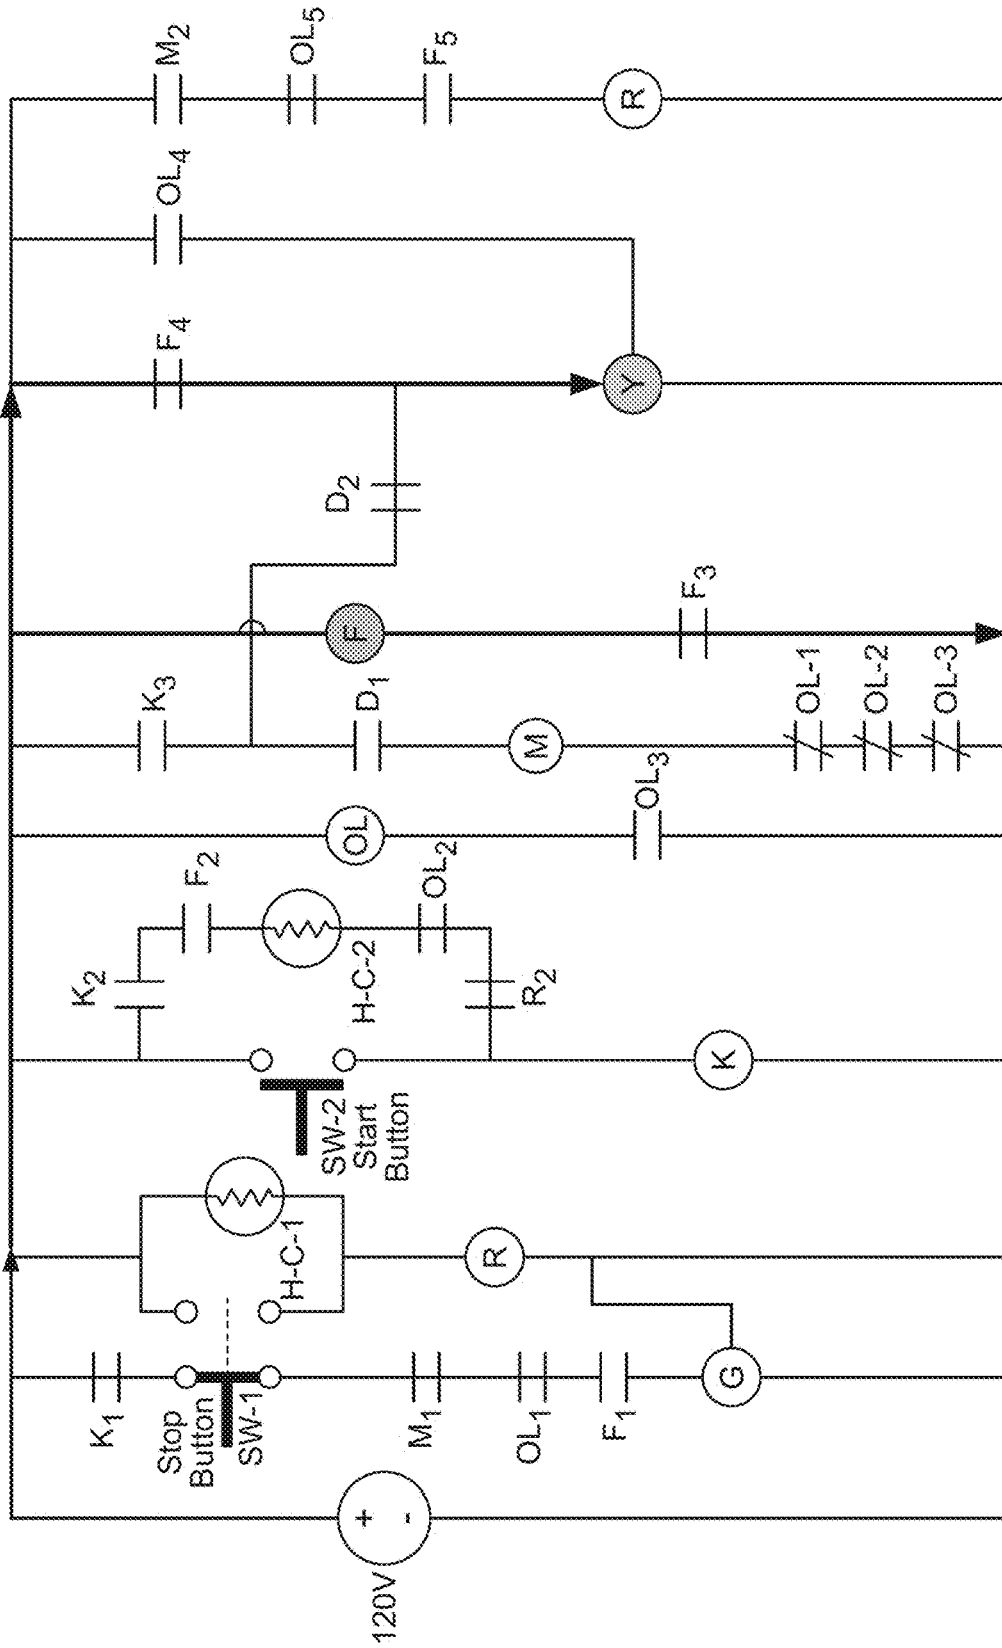 120V
+
-
K1
Stop
Button
SW-1
M1
OL1
F1
G
H-C-1
R
SW-2
Start
Button
K2
F2
H-C-2
OL2
R2
K
OL
OL3
K3
D1
M
OL-1
OL-2
OL-3
F
F3
D2
F4
Y
OL4
M2
OL5
F5
R